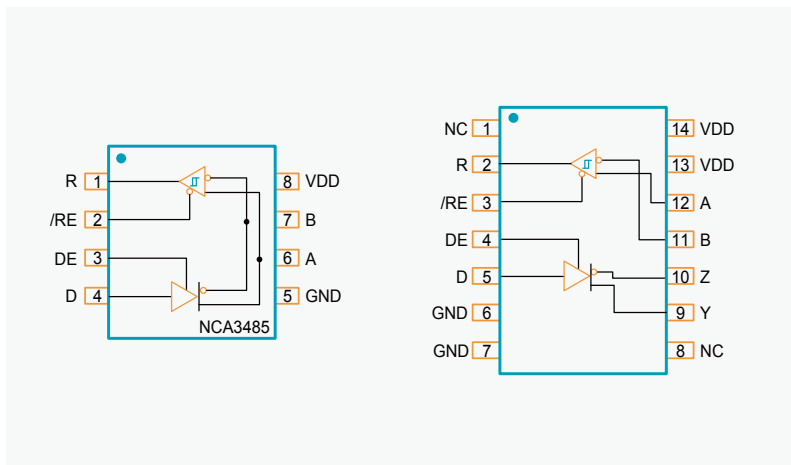 R 1 8 VDD
/RE 2 7 B
DE 3 6 A
D 4 5 GND
NCA3485
NC 1 14 VDD
R 2 13 VDD
/RE 3 12 A
DE 4 11 B
D 5 10 Z
GND 6 9 Y
GND 7 8 NC